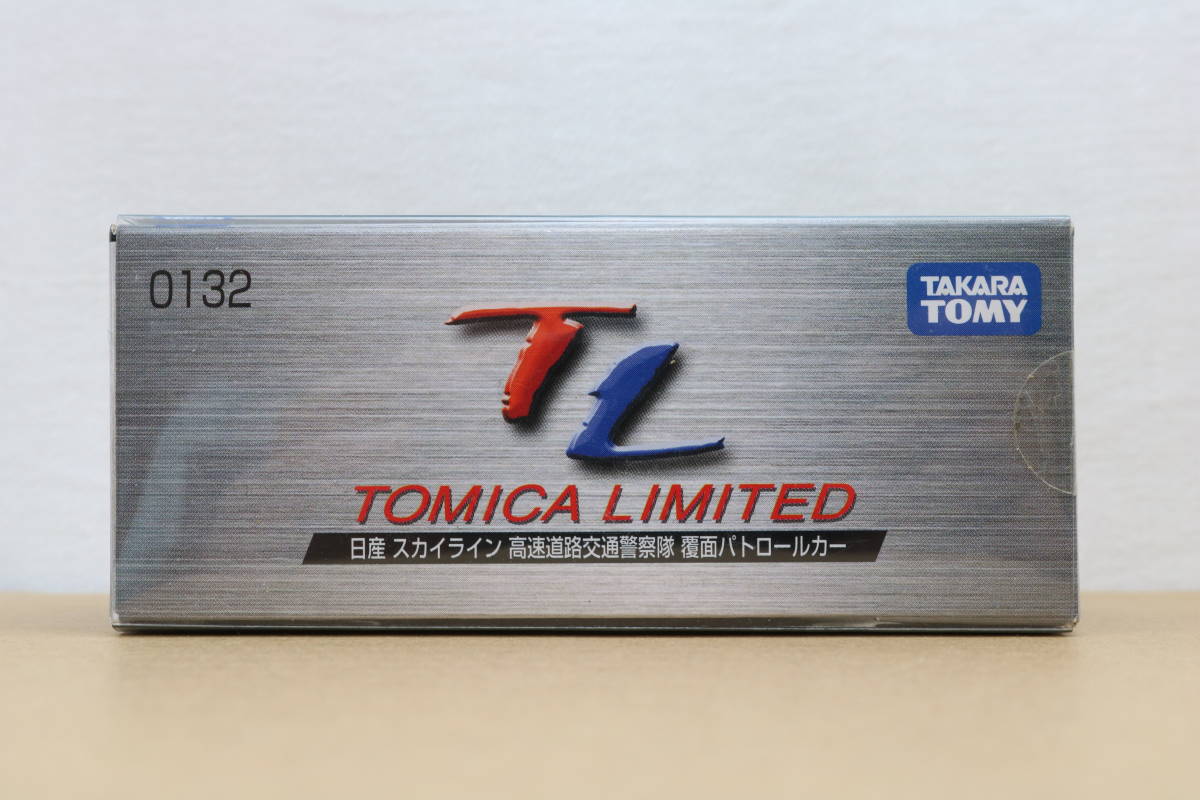 0132
TAKARA
TOMY
TL
TOMICA LIMITED
日産 スカイライン 高速道路交通警察隊 覆面パトロールカー